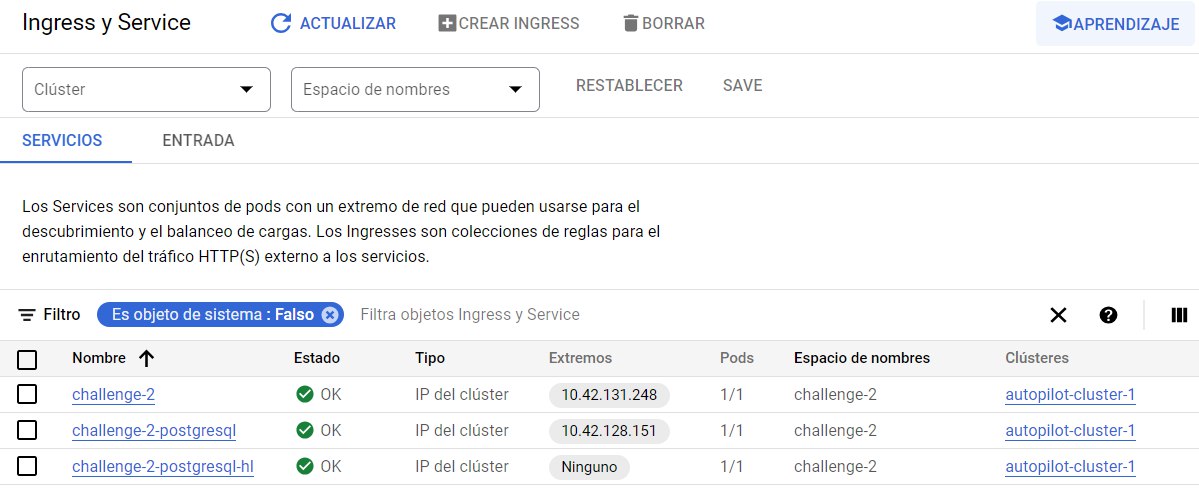 Ingress y Service ACTUALIZAR CREAR INGRESS BORRAR APRENDIZAJE
Clúster Espacio de nombres RESTABLECER SAVE
SERVICIOS ENTRADA
Los Services son conjuntos de pods con un extremo de red que pueden usarse para el
descubrimiento y el balanceo de cargas. Los Ingresses son colecciones de reglas para el
enrutamiento del tráfico HTTP(S) externo a los servicios.
Filtro Es objeto de sistema : Falso Filtra objetos Ingress y Service
Nombre Estado Tipo Extremos Pods Espacio de nombres Clústeres
challenge-2 OK IP del clúster 10.42.131.248 1/1 challenge-2 autopilot-cluster-1
challenge-2-postgresql OK IP del clúster 10.42.128.151 1/1 challenge-2 autopilot-cluster-1
challenge-2-postgresql-hl OK IP del clúster Ninguno 1/1 challenge-2 autopilot-cluster-1